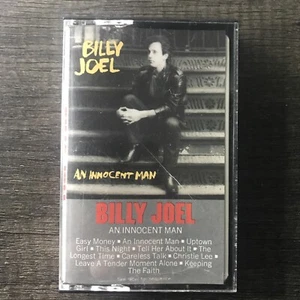 BILLY
JOEL
AN INNOCENT MAN
BILLY JOEL
AN INNOCENT MAN
Easy Money • An Innocent Man • Uptown
Girl • This Night • Tell Her About It • The
Longest Time • Careless Talk • Christie Lee •
Leave A Tender Moment Alone • Keeping
The Faith